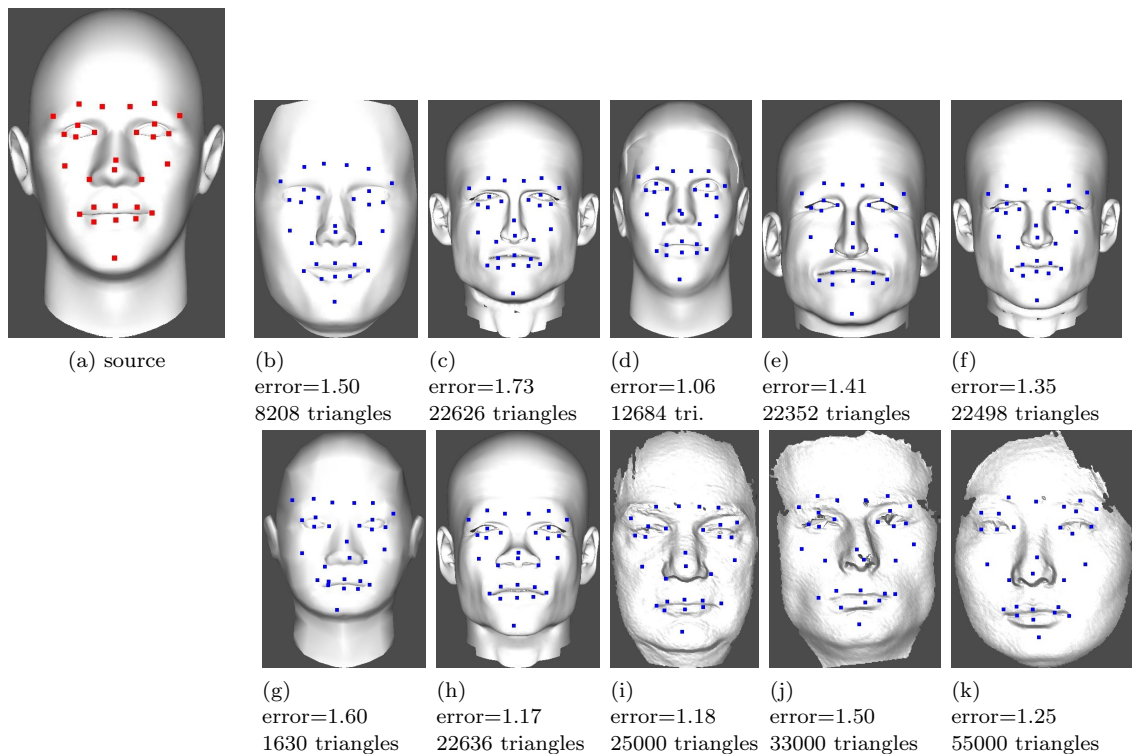 (a) source
(b)
error=1.50
8208 triangles
(c)
error=1.73
22626 triangles
(d)
error=1.06
12684 tri.
(e)
error=1.41
22352 triangles
(f)
error=1.35
22498 triangles
(g)
error=1.60
1630 triangles
(h)
error=1.17
22636 triangles
(i)
error=1.18
25000 triangles
(j)
error=1.50
33000 triangles
(k)
error=1.25
55000 triangles